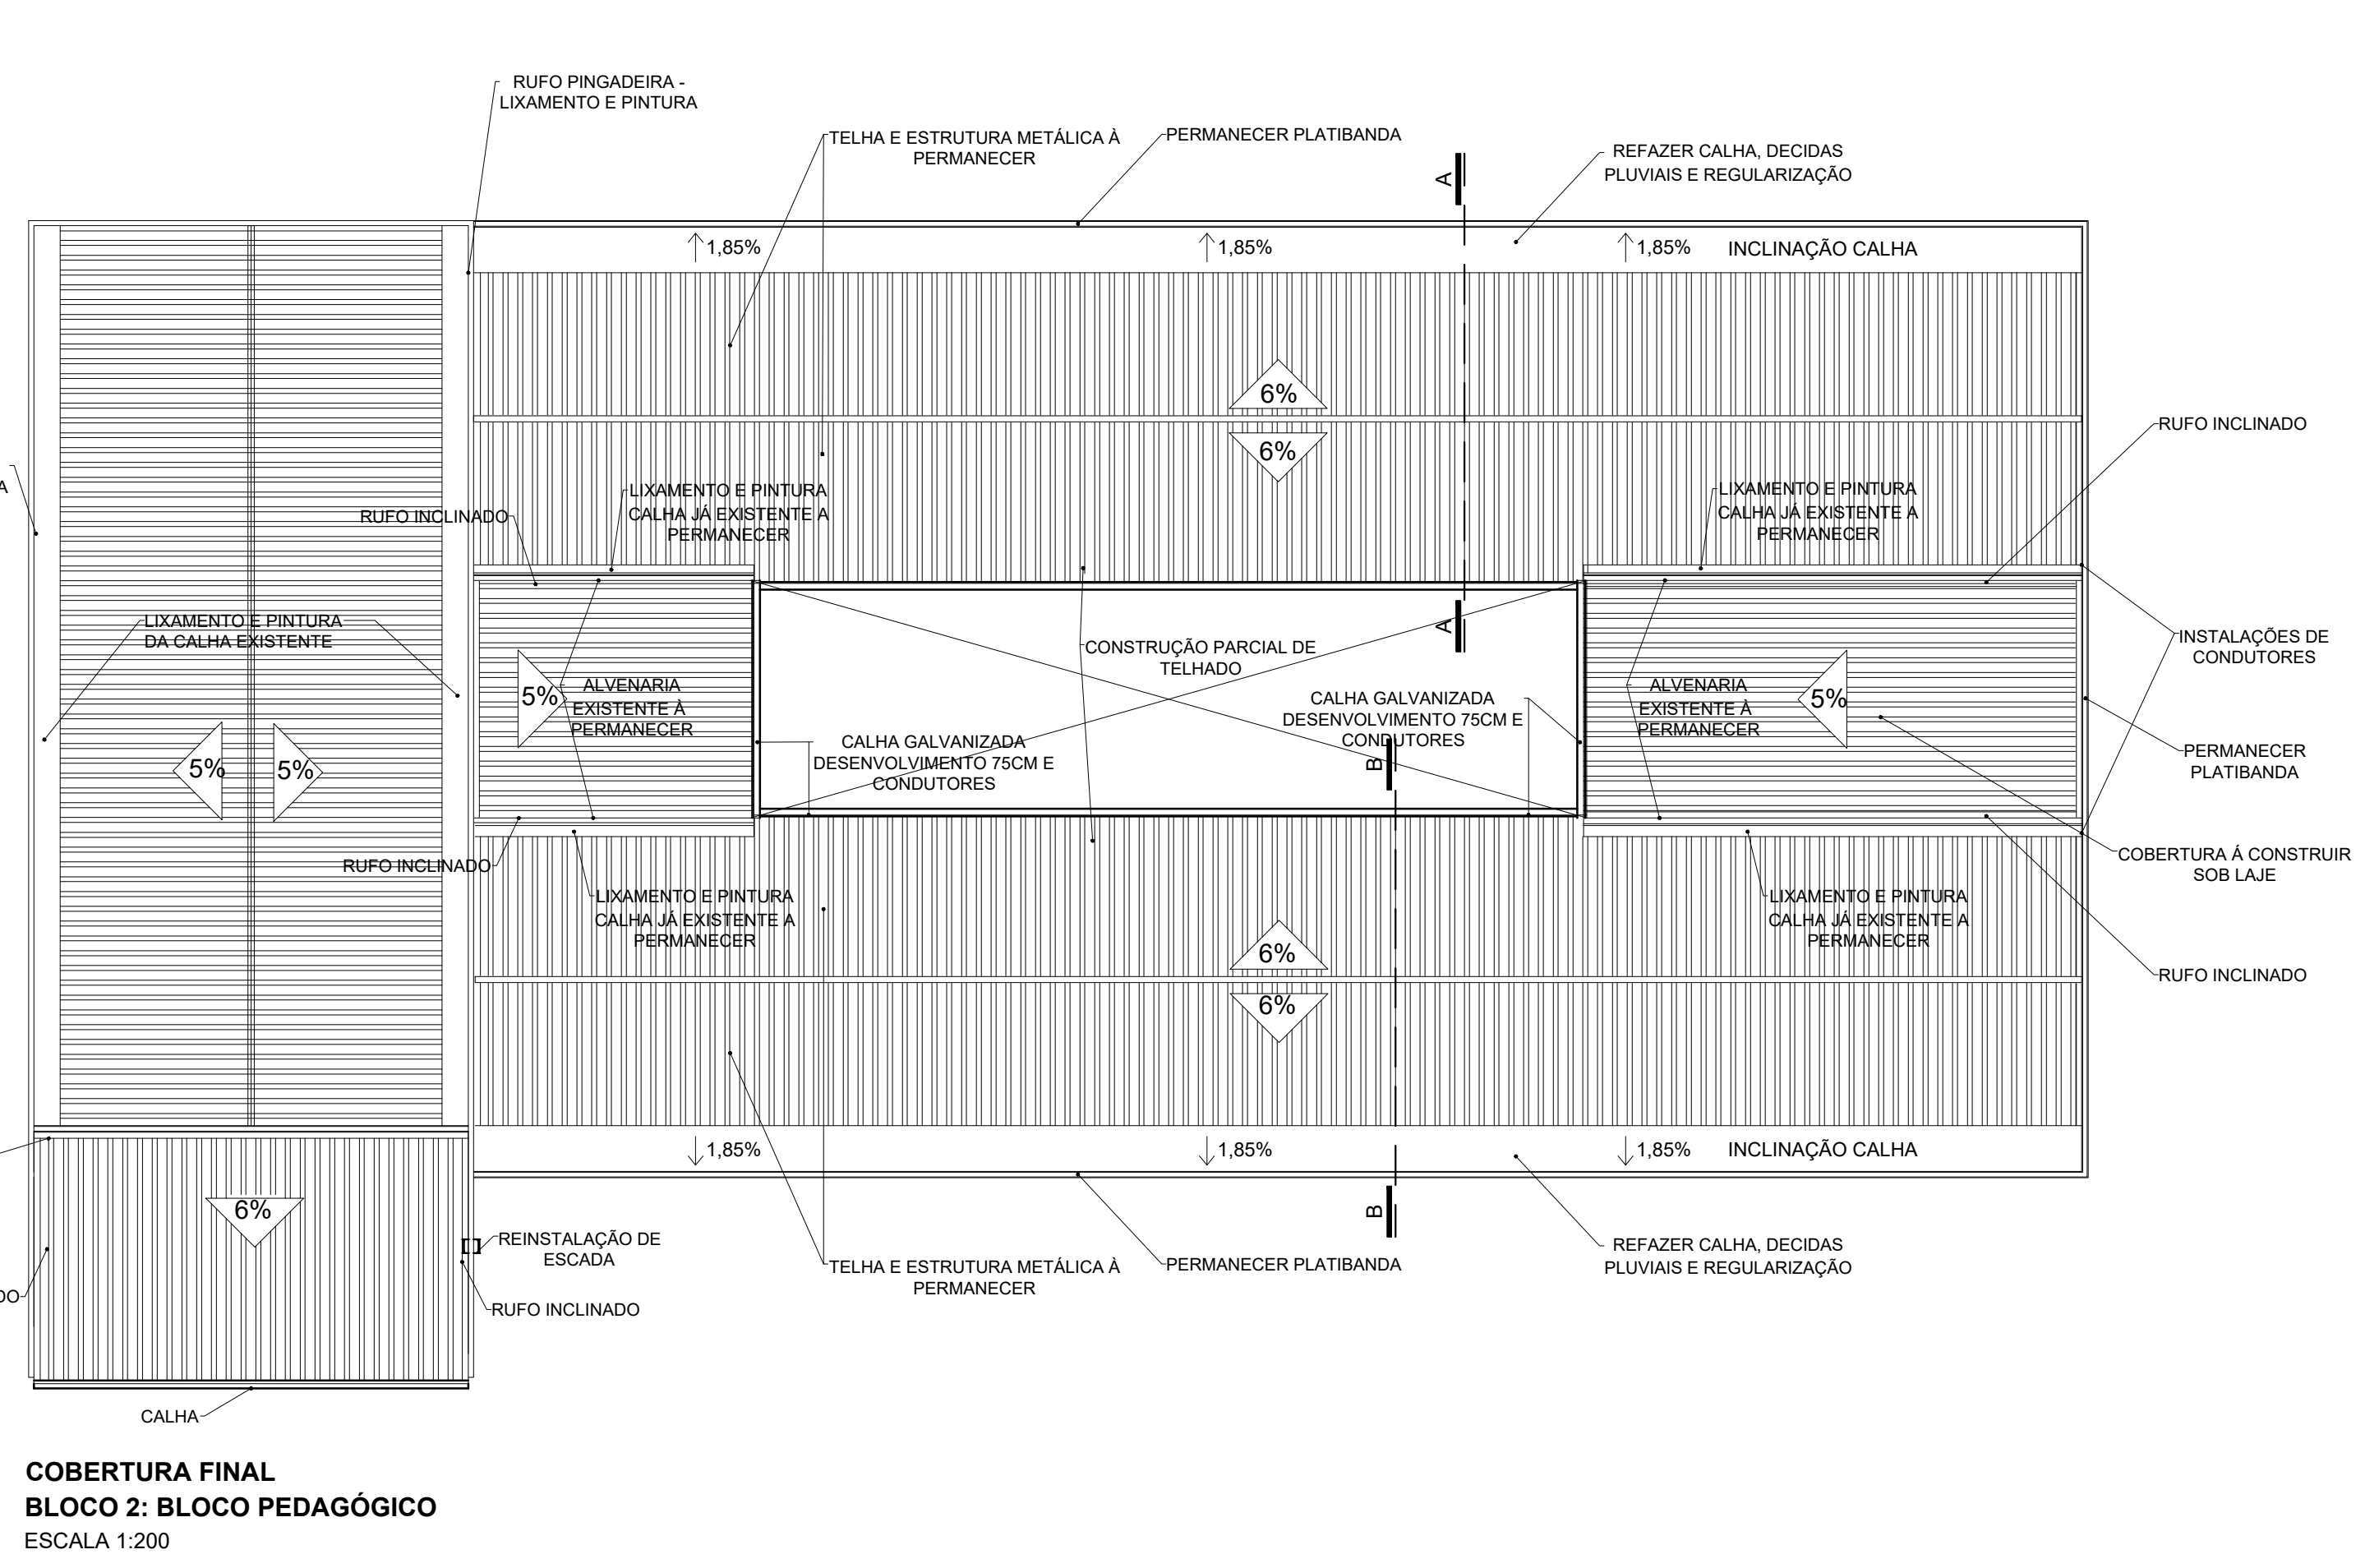 RUFO PINGADEIRA -
LIXAMENTO E PINTURA
TELHA E ESTRUTURA METÁLICA À
PERMANECER
PERMANECER PLATIBANDA
A
REFAZER CALHA, DECIDAS
PLUVIAIS E REGULARIZAÇÃO
1,85%
1,85%
1,85%
INCLINAÇÃO CALHA
6%
6%
RUFO INCLINADO
A
LIXAMENTO E PINTURA
CALHA JÁ EXISTENTE A
PERMANECER
RUFO INCLINADO
LIXAMENTO E PINTURA
CALHA JÁ EXISTENTE A
PERMANECER
LIXAMENTO E PINTURA
DA CALHA EXISTENTE
A
CONSTRUÇÃO PARCIAL DE
TELHADO
INSTALAÇÕES DE
CONDUTORES
5%
ALVENARIA
EXISTENTE À
PERMANECER
CALHA GALVANIZADA
DESENVOLVIMENTO 75CM E
CONDUTORES
ALVENARIA
EXISTENTE À
PERMANECER
5%
5%
5%
CALHA GALVANIZADA
DESENVOLVIMENTO 75CM E
CONDUTORES
B
PERMANECER
PLATIBANDA
RUFO INCLINADO
COBERTURA Á CONSTRUIR
SOB LAJE
LIXAMENTO E PINTURA
CALHA JÁ EXISTENTE A
PERMANECER
LIXAMENTO E PINTURA
CALHA JÁ EXISTENTE A
PERMANECER
6%
6%
RUFO INCLINADO
1,85%
1,85%
1,85%
INCLINAÇÃO CALHA
6%
B
REINSTALAÇÃO DE
ESCADA
TELHA E ESTRUTURA METÁLICA À
PERMANECER
PERMANECER PLATIBANDA
REFAZER CALHA, DECIDAS
PLUVIAIS E REGULARIZAÇÃO
DO
RUFO INCLINADO
CALHA
COBERTURA FINAL
BLOCO 2: BLOCO PEDAGÓGICO
ESCALA 1:200